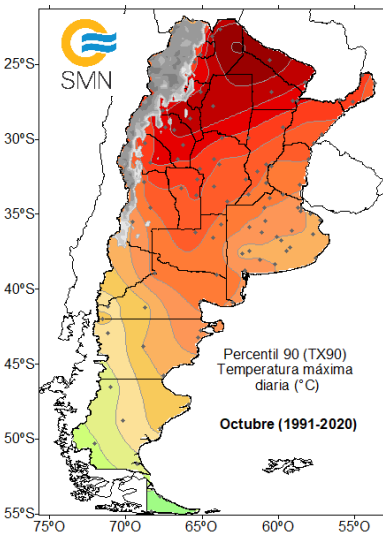 SMN
25°S
30°S
35°S
40°S
45°S
50°S
55°S
Percentil 90 (TX90)
Temperatura máxima
diaria (°C)
Octubre (1991-2020)
75°O
70°O
65°O
60°O
55°O